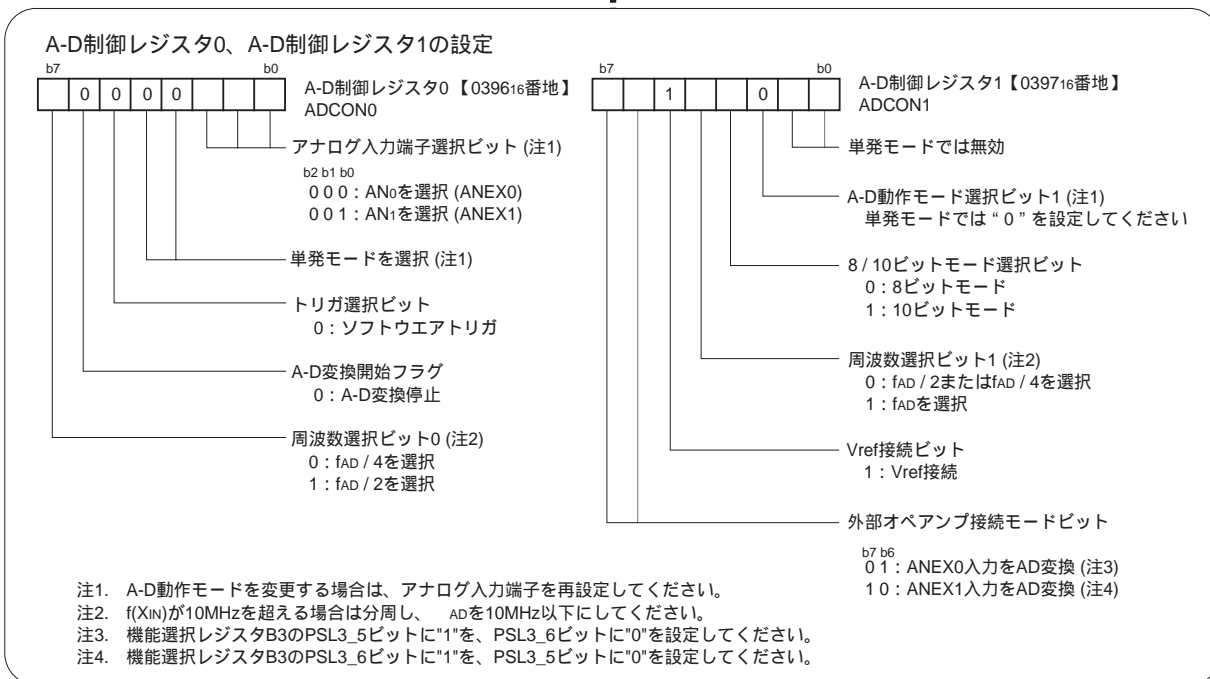 A-D制御レジスタ0、A-D制御レジスタ1の設定
b7 b0
0 0 0 0
A-D制御レジスタ0 【039616番地】
ADCON0
アナログ入力端子選択ビット (注1)
b2 b1 b0
0 0 0 : AN0を選択 (ANEX0)
0 0 1 : AN1を選択 (ANEX1)
単発モードを選択 (注1)
トリガ選択ビット
0 : ソフトウエアトリガ
A-D変換開始フラグ
0 : A-D変換停止
周波数選択ビット0 (注2)
0 : fAD / 4を選択
1 : fAD / 2を選択
b7 b0
1 0
A-D制御レジスタ1 【039716番地】
ADCON1
単発モードでは無効
A-D動作モード選択ビット1 (注1)
単発モードでは “ 0 ” を設定してください
8 / 10ビットモード選択ビット
0 : 8ビットモード
1 : 10ビットモード
周波数選択ビット1 (注2)
0 : fAD / 2またはfAD / 4を選択
1 : fADを選択
Vref接続ビット
1 : Vref接続
外部オペアンプ接続モードビット
b7 b6
0 1 : ANEX0入力をAD変換 (注3)
1 0 : ANEX1入力をAD変換 (注4)
注1. A-D動作モードを変更する場合は、アナログ入力端子を再設定してください。
注2. f(XIN)が10MHzを超える場合は分周し、 ADを10MHz以下にしてください。
注3. 機能選択レジスタB3のPSL3_5ビットに"1"を、PSL3_6ビットに"0"を設定してください。
注4. 機能選択レジスタB3のPSL3_6ビットに"1"を、PSL3_5ビットに"0"を設定してください。